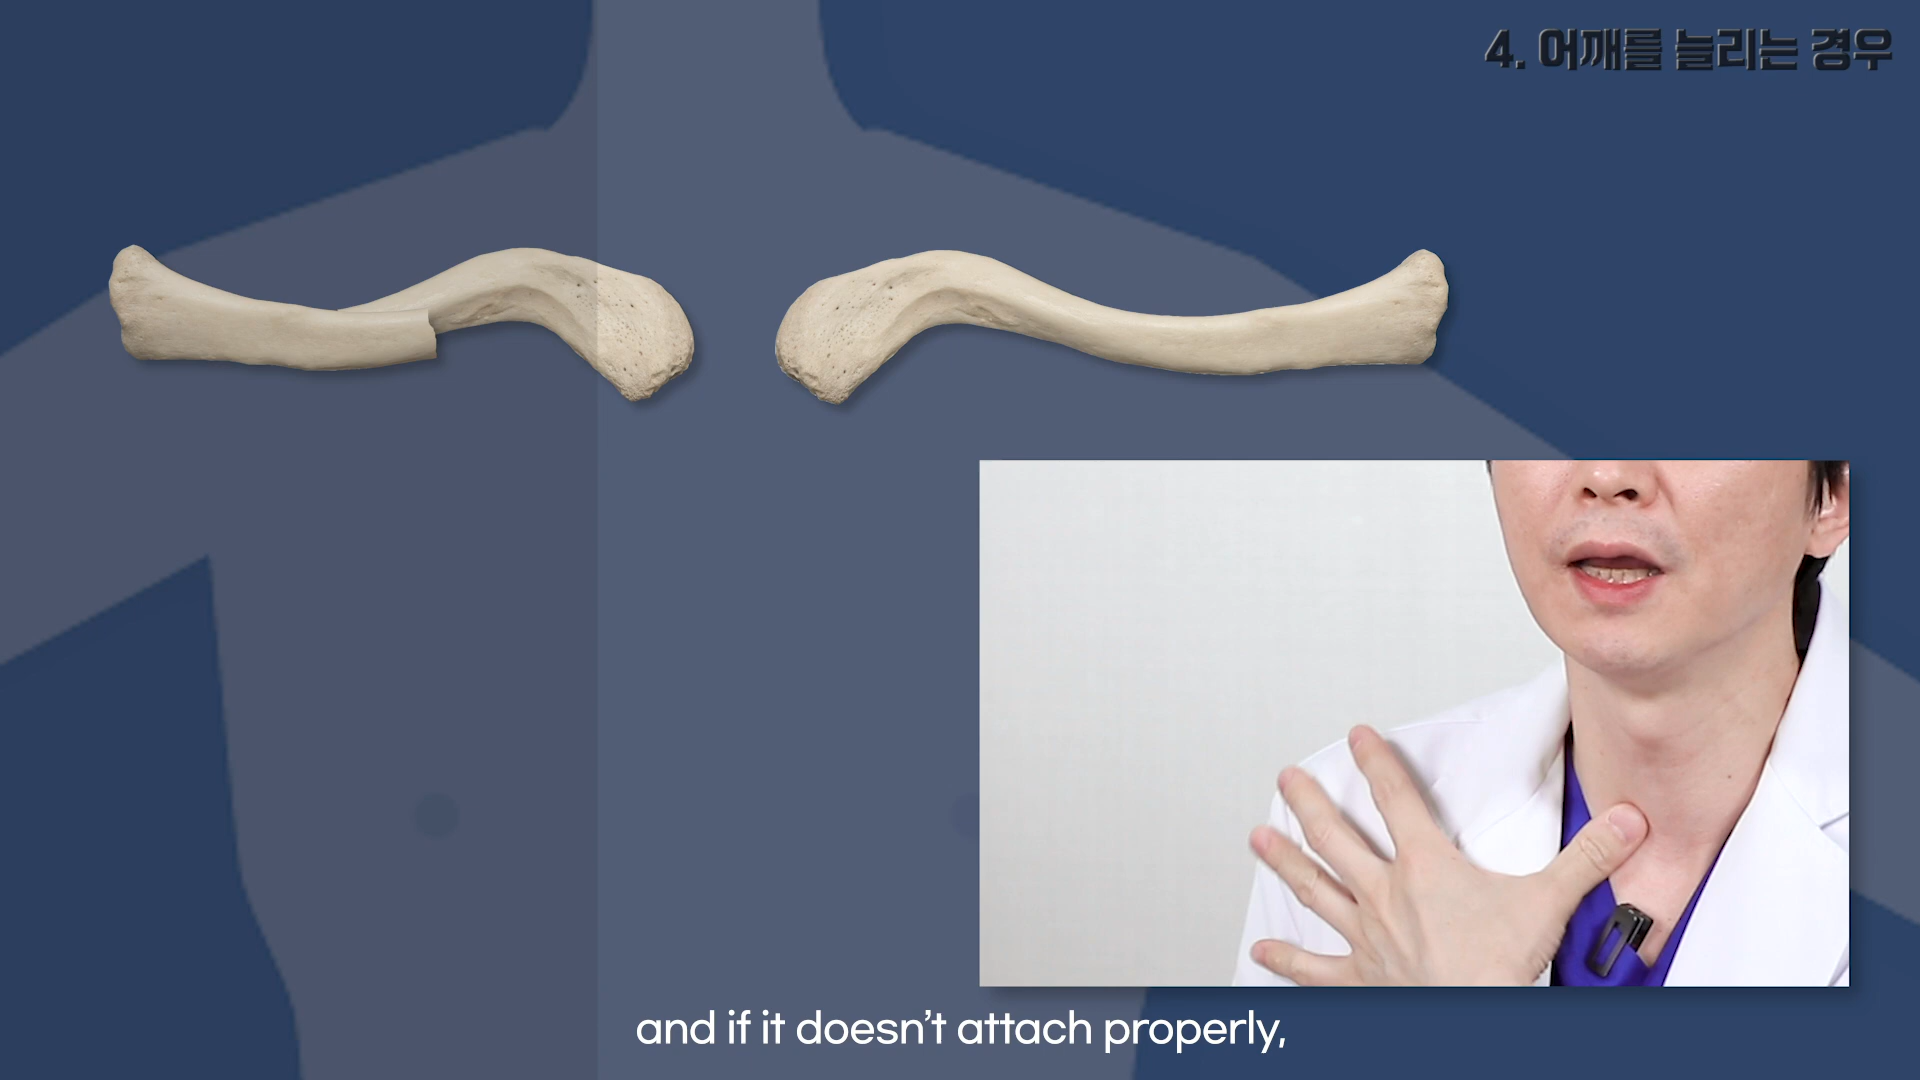 4. 어깨를 늘리는 경우
and if it doesn’t attach properly,